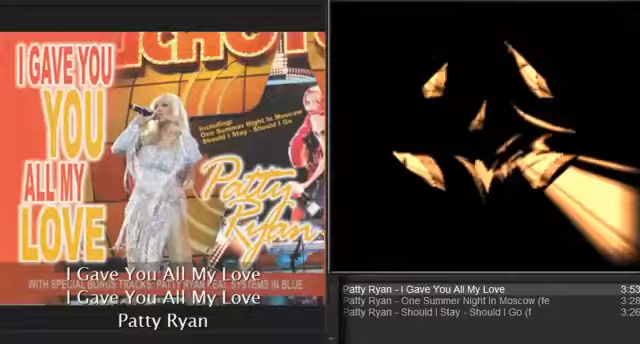 I GAVE YOU
YOU
ALL MY
LOVE
Including:
One Summer Night In Moscow
Should I Stay - Should I Go
Patty
Ryan
WITH SPECIAL BONUS TRACKS: PATTY RYAN FEAT. SYSTEMS IN BLUE
I Gave You All My Love
I Gave You All My Love
Patty Ryan
Patty Ryan - I Gave You All My Love 3:53
Patty Ryan - One Summer Night In Moscow (fe 3:28
Patty Ryan - Should I Stay - Should I Go (f 3:26